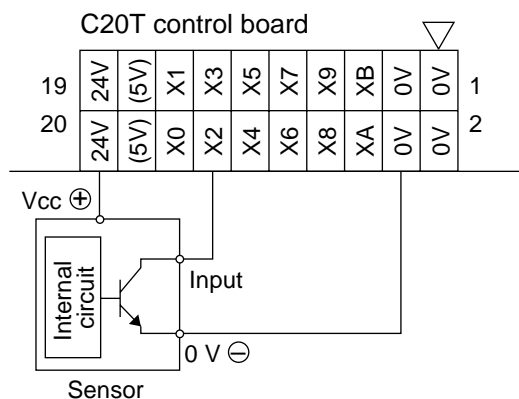 C20T control board
19 24V (5V) X1 X3 X5 X7 X9 XB 0V 0V 1
20 24V (5V) X0 X2 X4 X6 X8 XA 0V 0V 2
Vcc ⊕
Internal
circuit
Input
0 V ⊖
Sensor